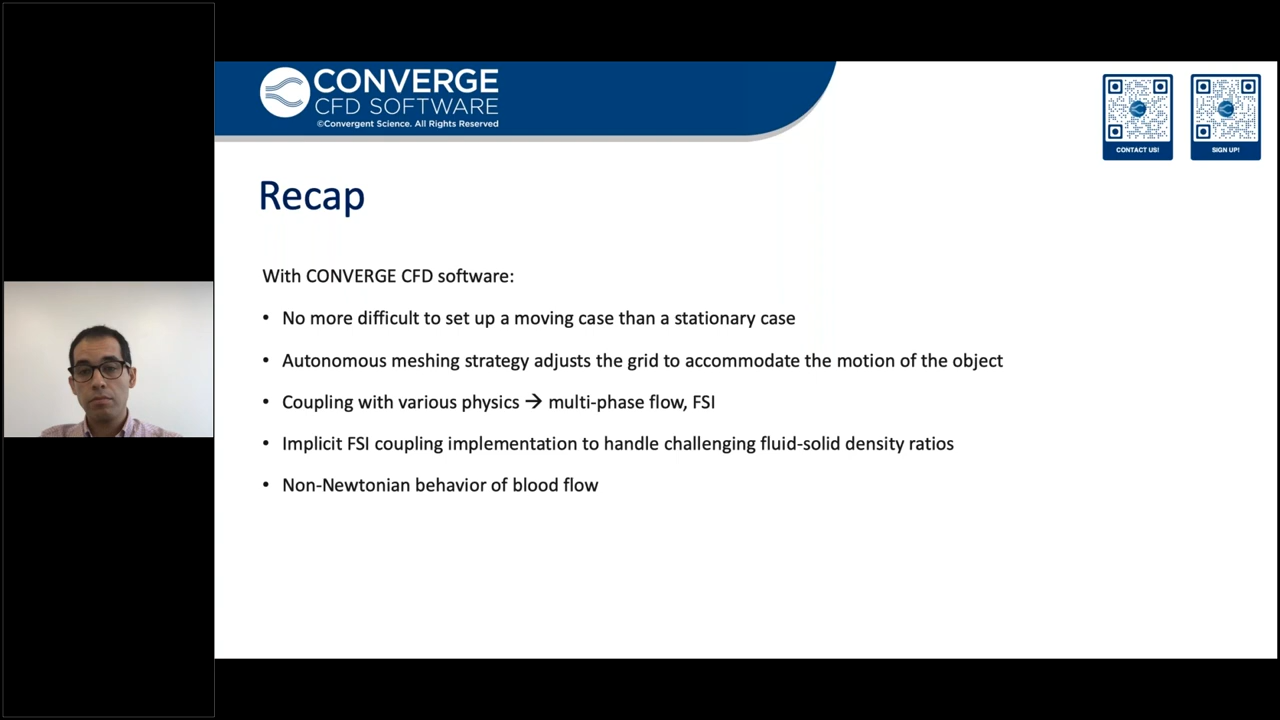 CONVERGE
CFD SOFTWARE
©Convergent Science. All Rights Reserved
CONTACT US!
SIGN UP!
Recap
With CONVERGE CFD software:
• No more difficult to set up a moving case than a stationary case
• Autonomous meshing strategy adjusts the grid to accommodate the motion of the object
• Coupling with various physics → multi-phase flow, FSI
• Implicit FSI coupling implementation to handle challenging fluid-solid density ratios
• Non-Newtonian behavior of blood flow